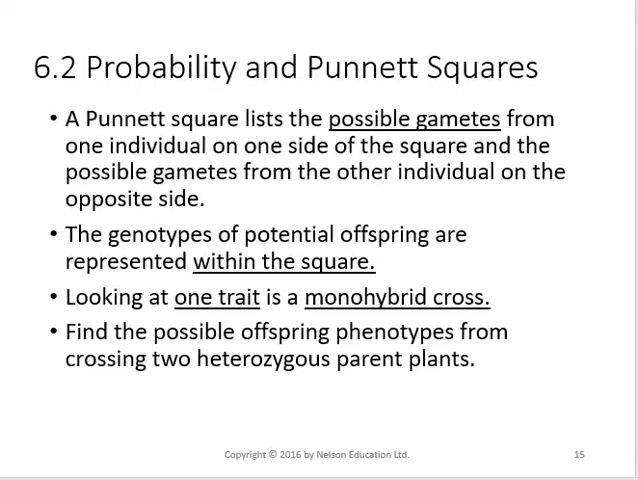 6.2 Probability and Punnett Squares
• A Punnett square lists the possible gametes from
one individual on one side of the square and the
possible gametes from the other individual on the
opposite side.
• The genotypes of potential offspring are
represented within the square.
• Looking at one trait is a monohybrid cross.
• Find the possible offspring phenotypes from
crossing two heterozygous parent plants.
Copyright © 2016 by Nelson Education Ltd.
15